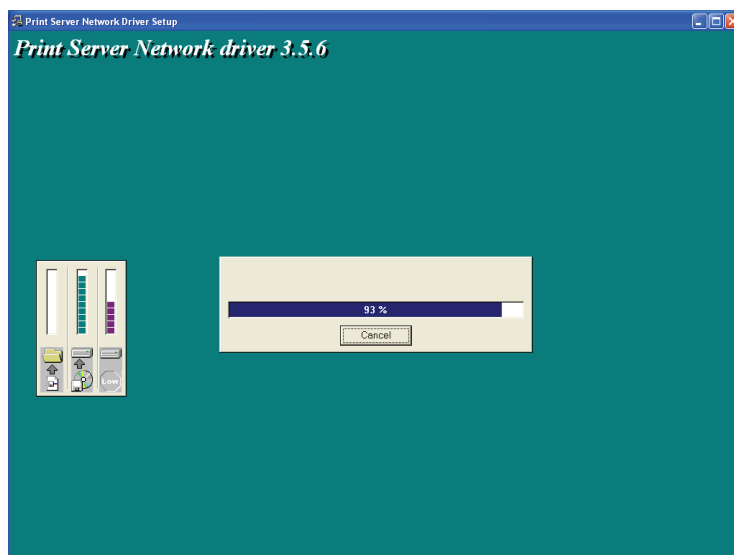 Print Server Network Driver Setup
Print Server Network driver 3.5.6
93 %
Cancel
Low